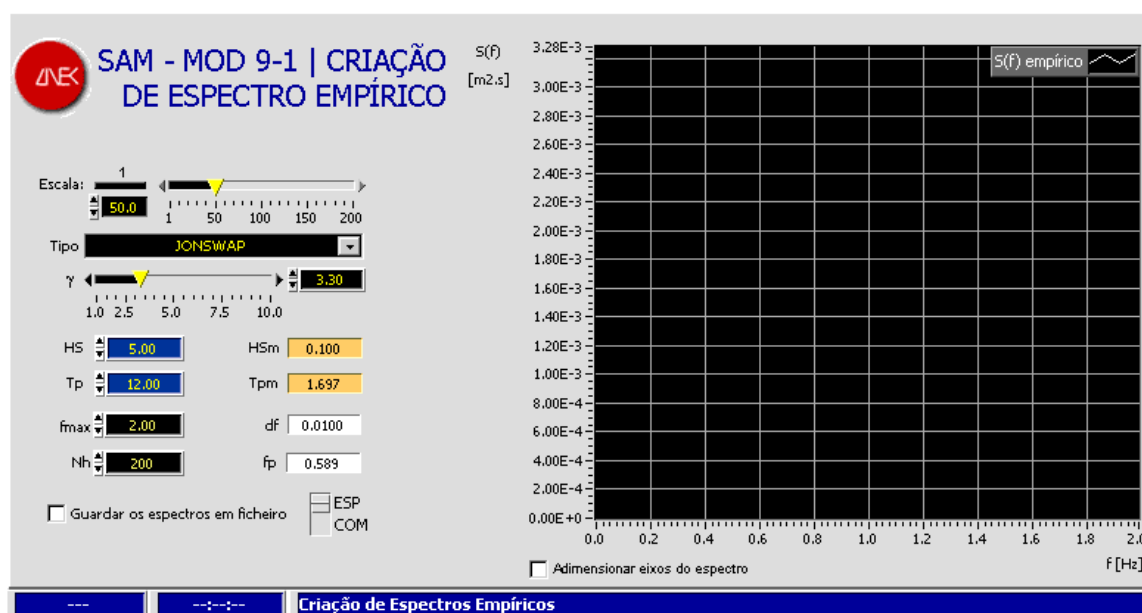 LNEC
SAM - MOD 9-1 | CRIAÇÃO
DE ESPECTRO EMPÍRICO
Escala:
1
50.0
1 50 100 150 200
Tipo JONSWAP
γ 3.30
1.0 2.5 5.0 7.5 10.0
HS 5.00 HSm 0.100
Tp 12.00 Tpm 1.697
fmax 2.00 df 0.0100
Nh 200 fp 0.589
Guardar os espectros em ficheiro
ESP
COM
S(f)
[m2.s]
S(f) empírico
3.28E-3
3.00E-3
2.80E-3
2.60E-3
2.40E-3
2.20E-3
2.00E-3
1.80E-3
1.60E-3
1.40E-3
1.20E-3
1.00E-3
8.00E-4
6.00E-4
4.00E-4
2.00E-4
0.00E+0
0.0 0.2 0.4 0.6 0.8 1.0 1.2 1.4 1.6 1.8 2.0
f [Hz]
Adimensionar eixos do espectro
--- --:--:-- Criação de Espectros Empíricos